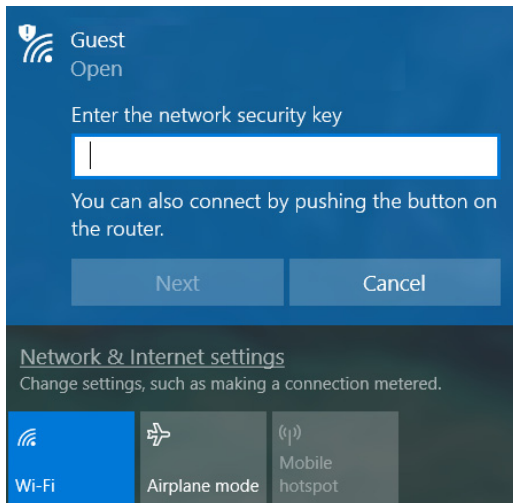 Guest
Open
Enter the network security key
You can also connect by pushing the button on
the router.
Next
Cancel
Network & Internet settings
Change settings, such as making a connection metered.
Wi-Fi
Airplane mode
Mobile
hotspot